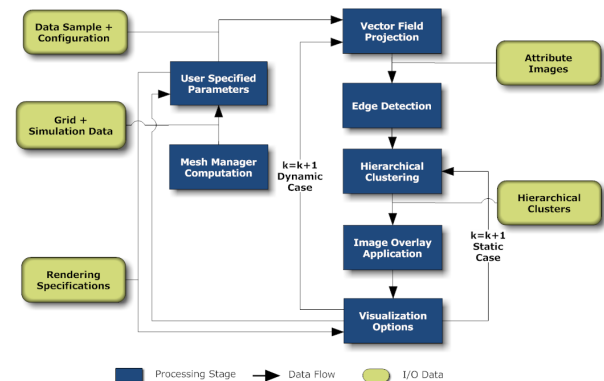 Data Sample +
Configuration
Vector Field
Projection
Attribute
Images
User Specified
Parameters
Edge Detection
Grid +
Simulation Data
Mesh Manager
Computation
k=k+1
Dynamic
Case
Hierarchical
Clustering
Hierarchical
Clusters
k=k+1
Static
Case
Image Overlay
Application
Rendering
Specifications
Visualization
Options
Processing Stage
Data Flow
I/O Data